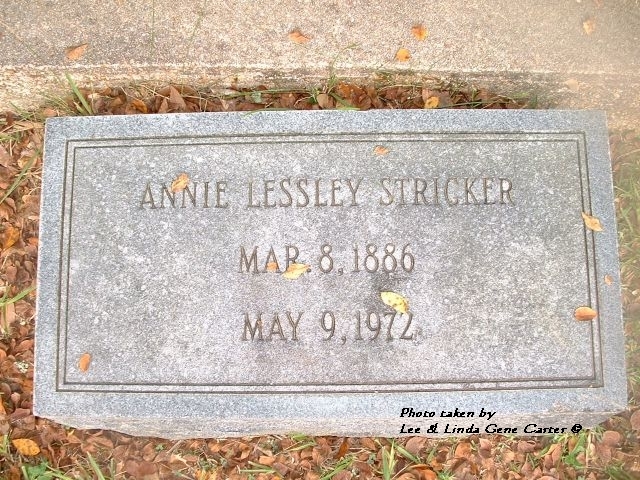 ANNIE LESSLEY STRICKER
MAR. 8, 1886
MAY 9, 1972
Photo taken by
Lee & Linda Gene Carter ©